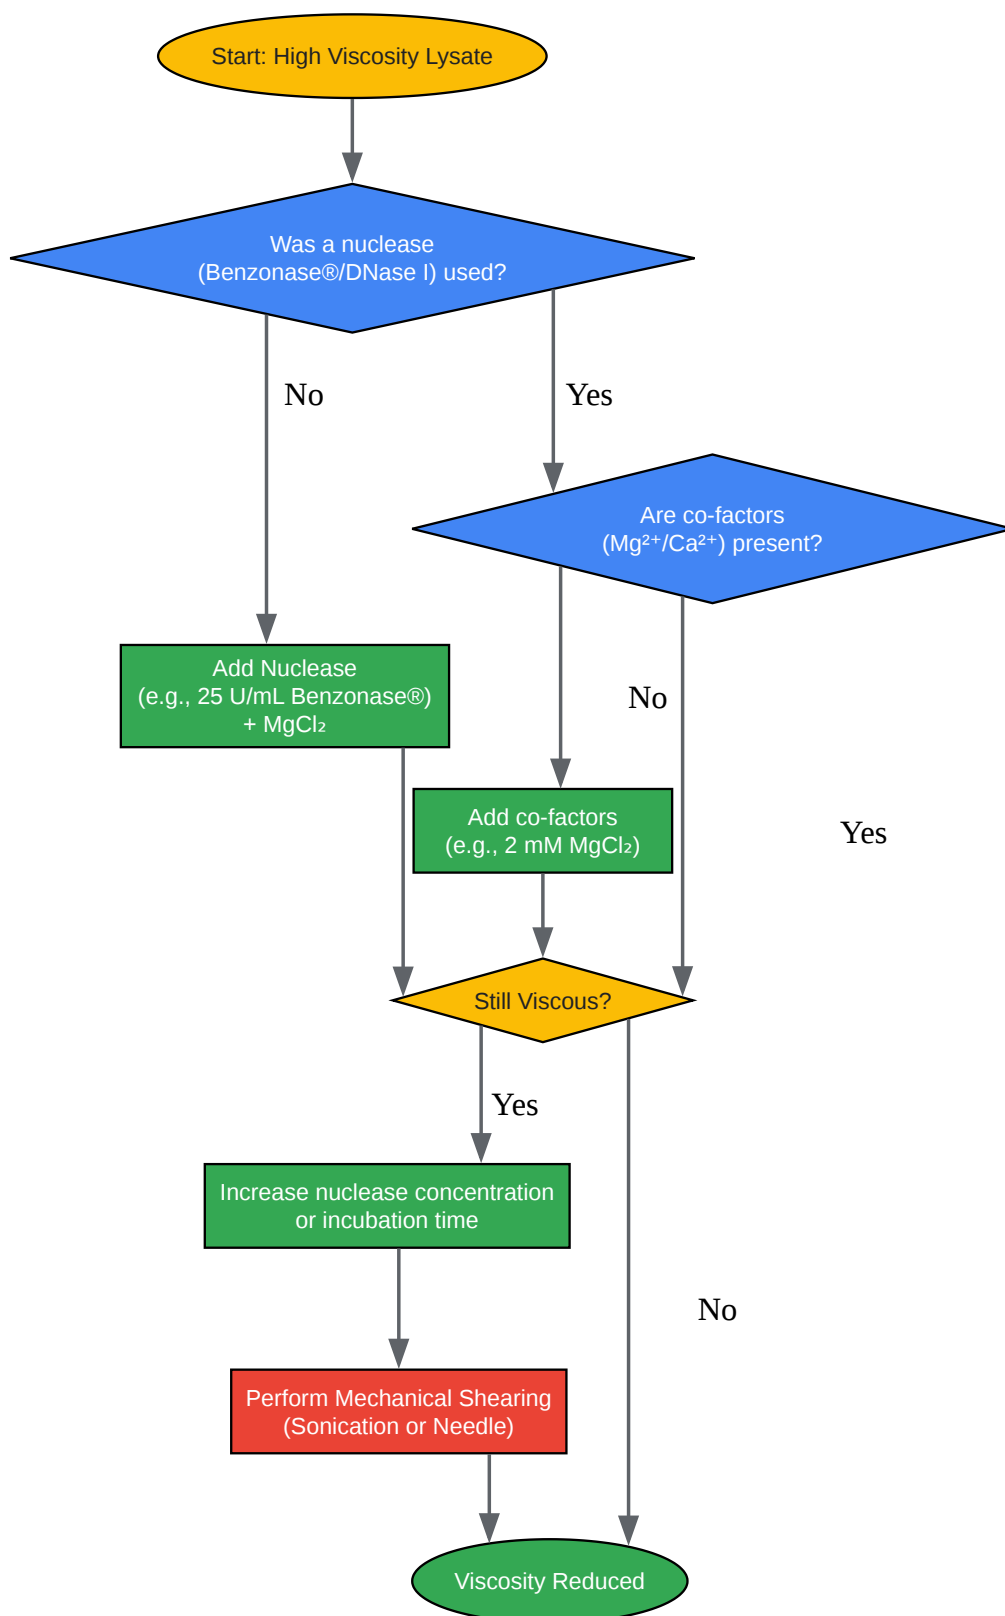 Start: High Viscosity Lysate
Was a nuclease
(Benzonase®/DNase I) used?
No
Yes
Are co-factors
(Mg²⁺/Ca²⁺) present?
Add Nuclease
(e.g., 25 U/mL Benzonase®)
+ MgCl₂
No
Add co-factors
(e.g., 2 mM MgCl₂)
Yes
Still Viscous?
Yes
Increase nuclease concentration
or incubation time
No
Perform Mechanical Shearing
(Sonication or Needle)
Viscosity Reduced